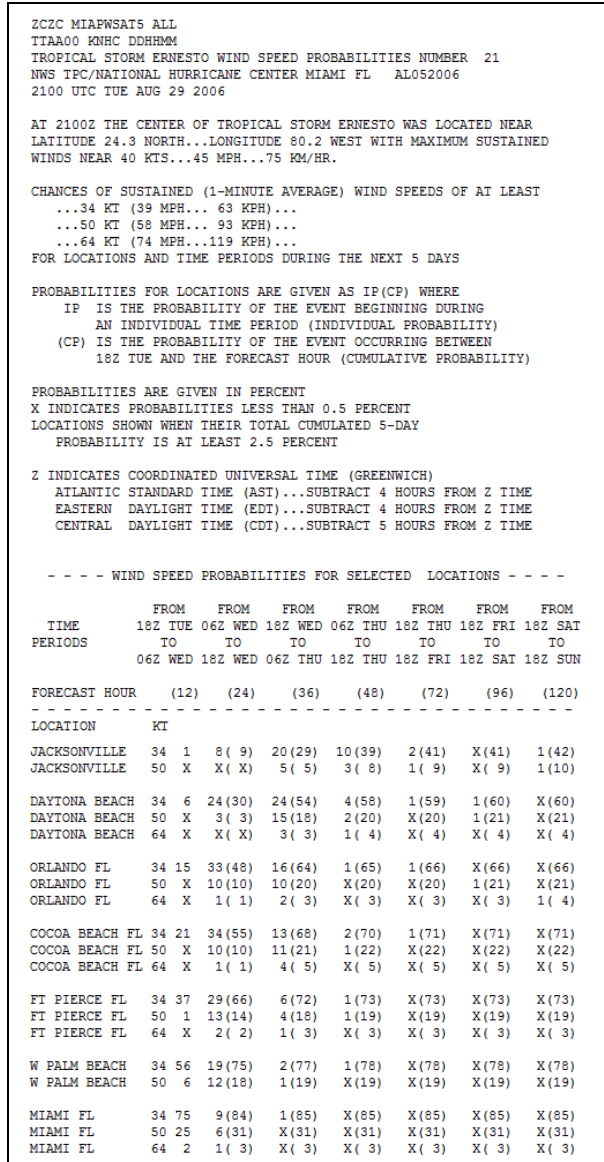 ZCZC MIAPWSAT5 ALL
TTAA00 KNHC DDHHMM
TROPICAL STORM ERNESTO WIND SPEED PROBABILITIES NUMBER  21
NWS TPC/NATIONAL HURRICANE CENTER MIAMI FL   AL052006
2100 UTC TUE AUG 29 2006
AT 2100Z THE CENTER OF TROPICAL STORM ERNESTO WAS LOCATED NEAR
LATITUDE 24.3 NORTH...LONGITUDE 80.2 WEST WITH MAXIMUM SUSTAINED
WINDS NEAR 40 KTS...45 MPH...75 KM/HR.
CHANCES OF SUSTAINED (1-MINUTE AVERAGE) WIND SPEEDS OF AT LEAST
...34 KT (39 MPH... 63 KPH)...
...50 KT (58 MPH... 93 KPH)...
...64 KT (74 MPH...119 KPH)...
FOR LOCATIONS AND TIME PERIODS DURING THE NEXT 5 DAYS
PROBABILITIES FOR LOCATIONS ARE GIVEN AS IP(CP) WHERE
IP  IS THE PROBABILITY OF THE EVENT BEGINNING DURING
AN INDIVIDUAL TIME PERIOD (INDIVIDUAL PROBABILITY)
(CP) IS THE PROBABILITY OF THE EVENT OCCURRING BETWEEN
18Z TUE AND THE FORECAST HOUR (CUMULATIVE PROBABILITY)
PROBABILITIES ARE GIVEN IN PERCENT
X INDICATES PROBABILITIES LESS THAN 0.5 PERCENT
LOCATIONS SHOWN WHEN THEIR TOTAL CUMULATED 5-DAY
PROBABILITY IS AT LEAST 2.5 PERCENT
Z INDICATES COORDINATED UNIVERSAL TIME (GREENWICH)
ATLANTIC STANDARD TIME (AST)...SUBTRACT 4 HOURS FROM Z TIME
EASTERN  DAYLIGHT TIME (EDT)...SUBTRACT 4 HOURS FROM Z TIME
CENTRAL  DAYLIGHT TIME (CDT)...SUBTRACT 5 HOURS FROM Z TIME
- - - - WIND SPEED PROBABILITIES FOR SELECTED  LOCATIONS - - - -
FROM    FROM    FROM    FROM    FROM    FROM    FROM
TIME    18Z TUE 06Z WED 18Z WED 06Z THU 18Z THU 18Z FRI 18Z SAT
PERIODS    TO    TO    TO    TO    TO    TO    TO
06Z WED 18Z WED 06Z THU 18Z THU 18Z FRI 18Z SAT 18Z SUN
FORECAST HOUR    (12)   (24)    (36)    (48)    (72)    (96)   (120)
- - - - - - - - - - - - - - - - - - - - - - - - - - - - - - - - - - -
LOCATION    KT
JACKSONVILLE  34  1   8( 9)  20(29)  10(39)   2(41)   X(41)   1(42)
JACKSONVILLE  50  X   X( X)   5( 5)   3( 8)   1( 9)   X( 9)   1(10)
DAYTONA BEACH  34  6  24(30)  24(54)   4(58)   1(59)   1(60)   X(60)
DAYTONA BEACH  50  X   3( 3)  15(18)   2(20)   X(20)   1(21)   X(21)
DAYTONA BEACH  64  X   X( X)   3( 3)   1( 4)   X( 4)   X( 4)   X( 4)
ORLANDO FL    34 15  33(48)  16(64)   1(65)   1(66)   X(66)   X(66)
ORLANDO FL    50  X  10(10)  10(20)   X(20)   X(20)   1(21)   X(21)
ORLANDO FL    64  X   1( 1)   2( 3)   X( 3)   X( 3)   X( 3)   1( 4)
COCOA BEACH FL 34 21  34(55)  13(68)   2(70)   1(71)   X(71)   X(71)
COCOA BEACH FL 50  X  10(10)  11(21)   1(22)   X(22)   X(22)   X(22)
COCOA BEACH FL 64  X   1( 1)   4( 5)   X( 5)   X( 5)   X( 5)   X( 5)
FT PIERCE FL   34 37  29(66)   6(72)   1(73)   X(73)   X(73)   X(73)
FT PIERCE FL   50  1  13(14)   4(18)   1(19)   X(19)   X(19)   X(19)
FT PIERCE FL   64  X   2( 2)   1( 3)   X( 3)   X( 3)   X( 3)   X( 3)
W PALM BEACH   34 56  19(75)   2(77)   1(78)   X(78)   X(78)   X(78)
W PALM BEACH   50  6  12(18)   1(19)   X(19)   X(19)   X(19)   X(19)
MIAMI FL    34 75   9(84)   1(85)   X(85)   X(85)   X(85)   X(85)
MIAMI FL    50 25   6(31)   X(31)   X(31)   X(31)   X(31)   X(31)
MIAMI FL    64  2   1( 3)   X( 3)   X( 3)   X( 3)   X( 3)   X( 3)